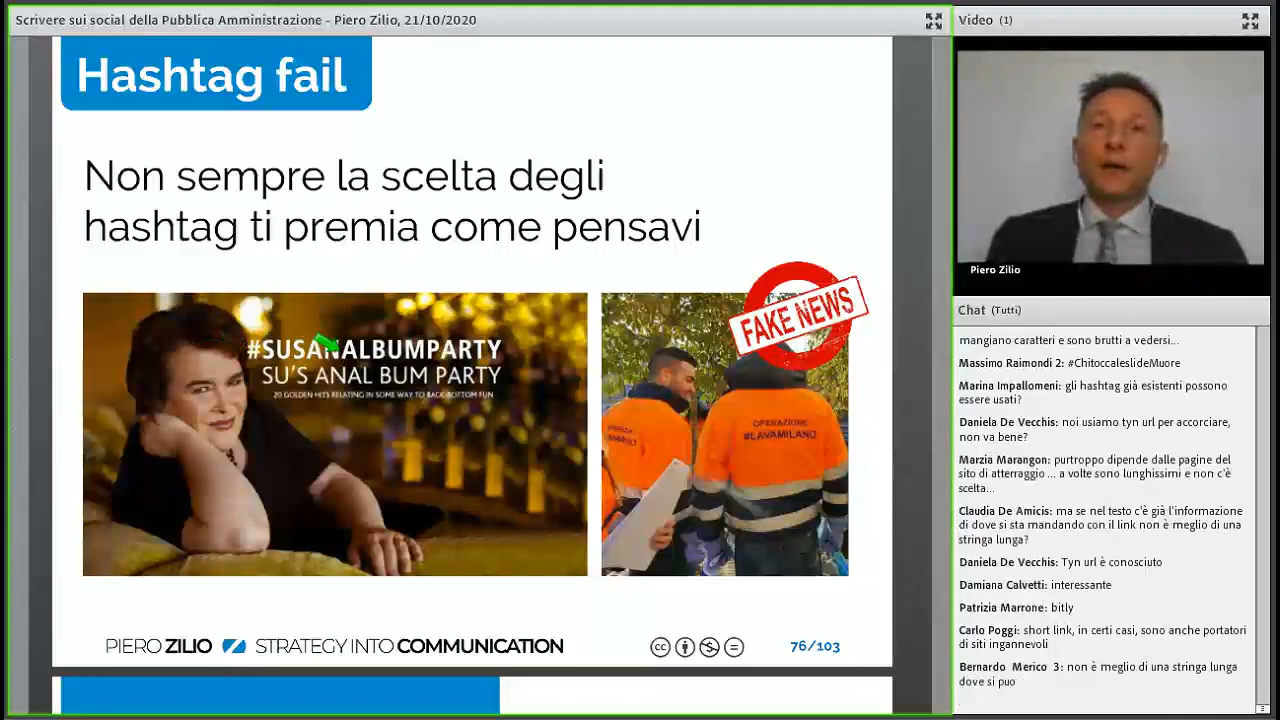 Scrivere sui social della Pubblica Amministrazione - Piero Zilio, 21/10/2020
Hashtag fail
Non sempre la scelta degli
hashtag ti premia come pensavi
#SUSANALBUMPARTY
SU'S ANAL BUM PARTY
20 GOLDEN HITS RELATING IN SOME WAY TO BACK-BOTTOM FUN
FAKE NEWS
OPERAZIONE
#LAVAMILANO
PIERO ZILIO STRATEGY INTO COMMUNICATION
cc
76/103
Video (1)
Piero Zilio
Chat (Tutti)
mangiano caratteri e sono brutti a vedersi...
Massimo Raimondi 2: #ChitoccaleslideMuore
Marina Impallomeni: gli hashtag già esistenti possono
essere usati?
Daniela De Vecchis: noi usiamo tyn url per accorciare,
non va bene?
Marzia Marangon: purtroppo dipende dalle pagine del
sito di atterraggio ... a volte sono lunghissimi e non c'è
scelta...
Claudia De Amicis: ma se nel testo c'è già l'informazione
di dove si sta mandando con il link non è meglio di una
stringa lunga?
Daniela De Vecchis: Tyn url è conosciuto
Damiana Calvetti: interessante
Patrizia Marrone: bitly
Carlo Poggi: short link, in certi casi, sono anche portatori
di siti ingannevoli
Bernardo Merico 3: non è meglio di una stringa lunga
dove si puo